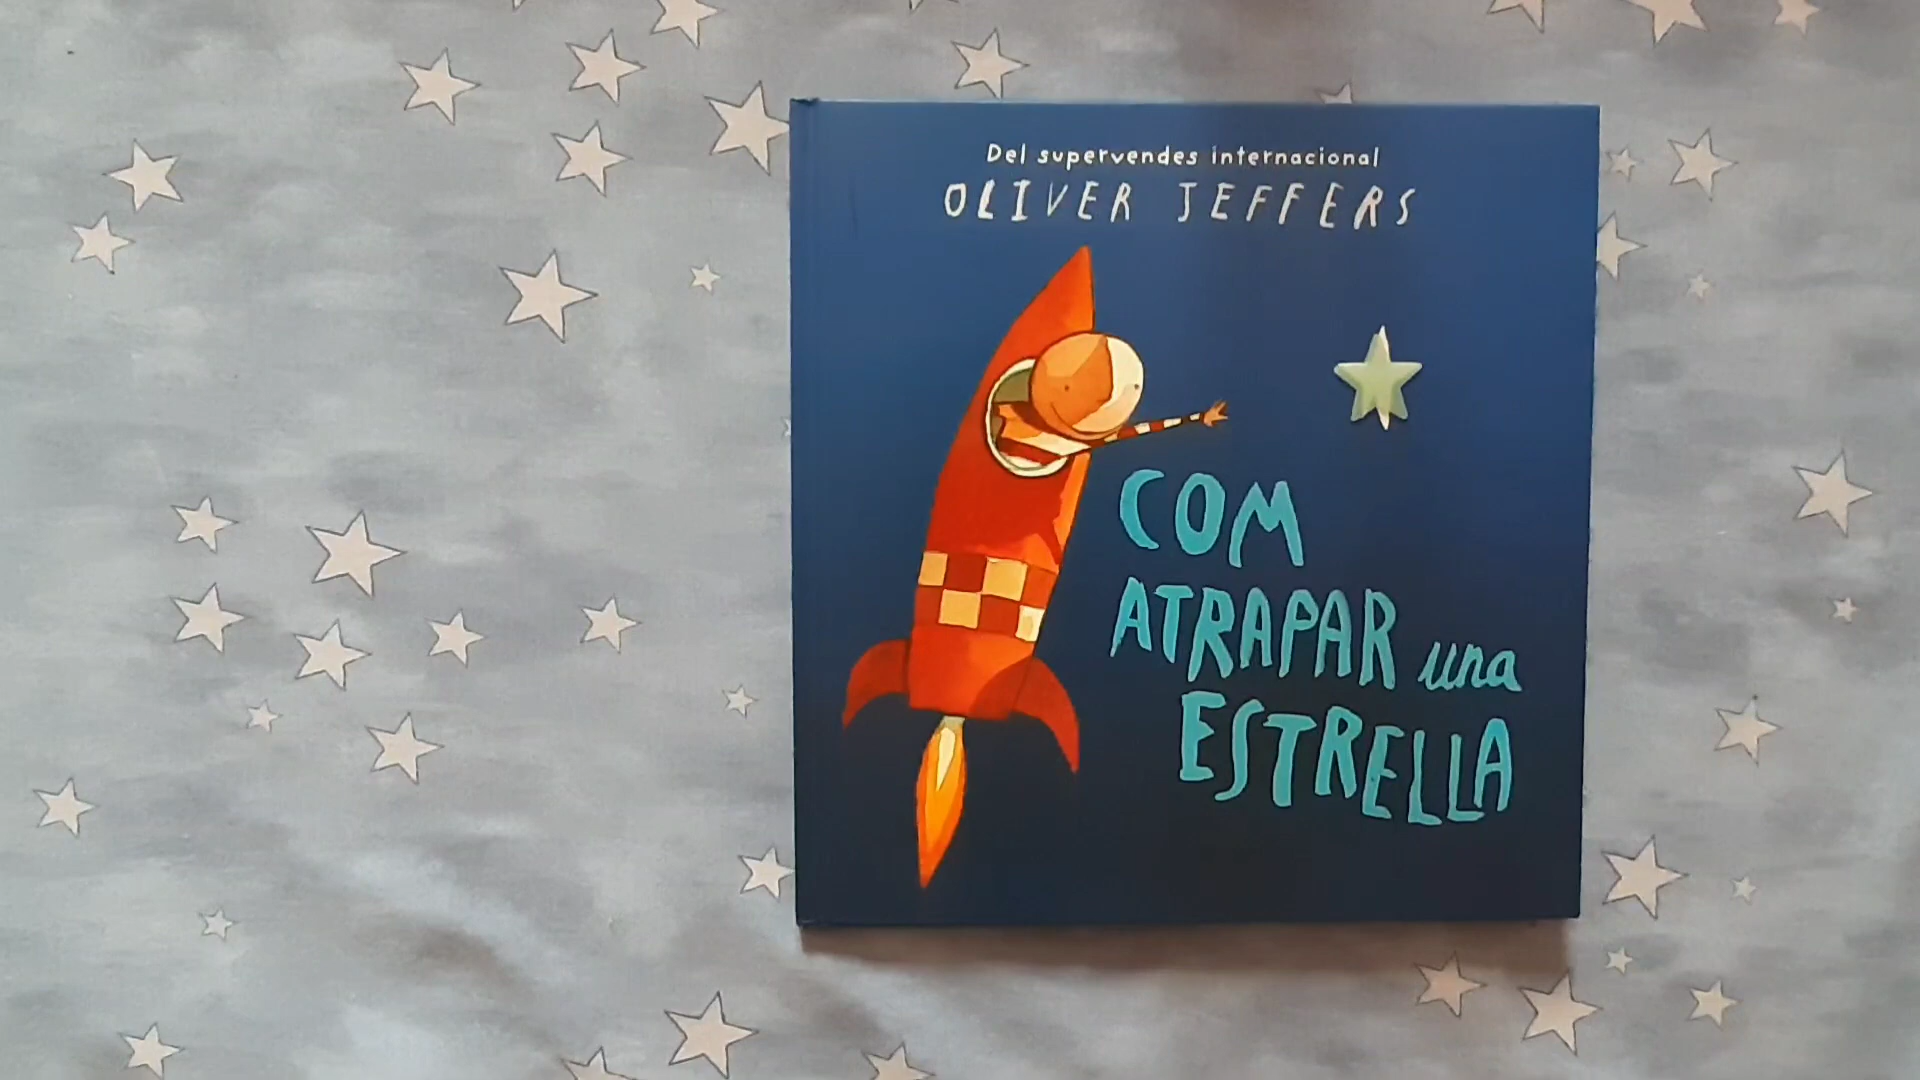 Del supervendes internacional
OLIVER JEFFERS
COM
ATRAPAR una
ESTRELLA